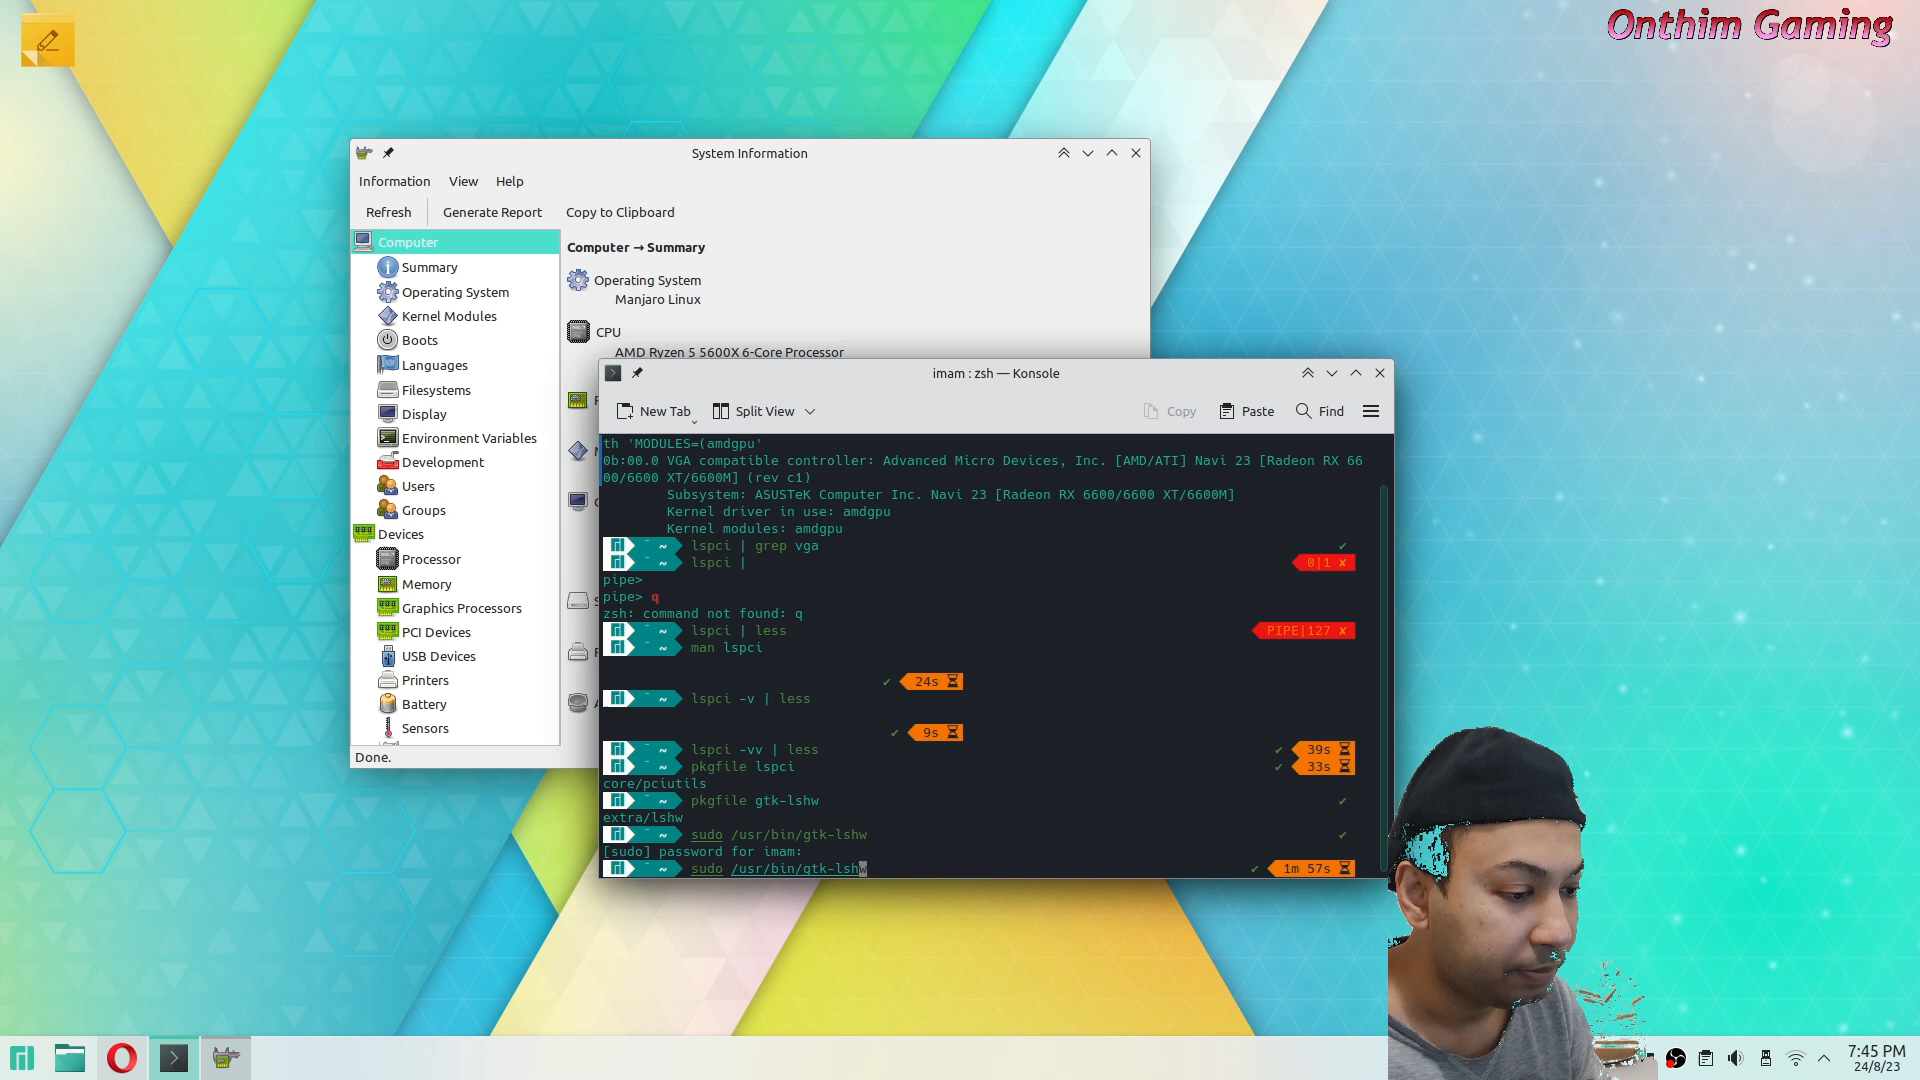 Onthim Gaming
System Information
Information View Help
Refresh Generate Report Copy to Clipboard
Computer
Summary
Operating System
Kernel Modules
Boots
Languages
Filesystems
Display
Environment Variables
Development
Users
Groups
Devices
Processor
Memory
Graphics Processors
PCI Devices
USB Devices
Printers
Battery
Sensors
Done.
Computer → Summary
Operating System
Manjaro Linux
CPU
AMD Ryzen 5 5600X 6-Core Processor
imam : zsh — Konsole
New Tab Split View Copy Paste Find
th 'MODULES=(amdgpu'
0b:00.0 VGA compatible controller: Advanced Micro Devices, Inc. [AMD/ATI] Navi 23 [Radeon RX 66
00/6600 XT/6600M] (rev c1)
Subsystem: ASUSTeK Computer Inc. Navi 23 [Radeon RX 6600/6600 XT/6600M]
Kernel driver in use: amdgpu
Kernel modules: amdgpu
~ lspci | grep vga ✔
~ lspci | 0|1 ✘
pipe>
pipe> q
zsh: command not found: q
~ lspci | less PIPE|127 ✘
~ man lspci
✔ 24s
~ lspci -v | less
✔ 9s
~ lspci -vv | less ✔ 39s
~ pkgfile lspci ✔ 33s
core/pciutils
~ pkgfile gtk-lshw ✔
extra/lshw
~ sudo /usr/bin/gtk-lshw ✔
[sudo] password for imam:
~ sudo /usr/bin/gtk-lshw ✔ 1m 57s
7:45 PM
24/8/23